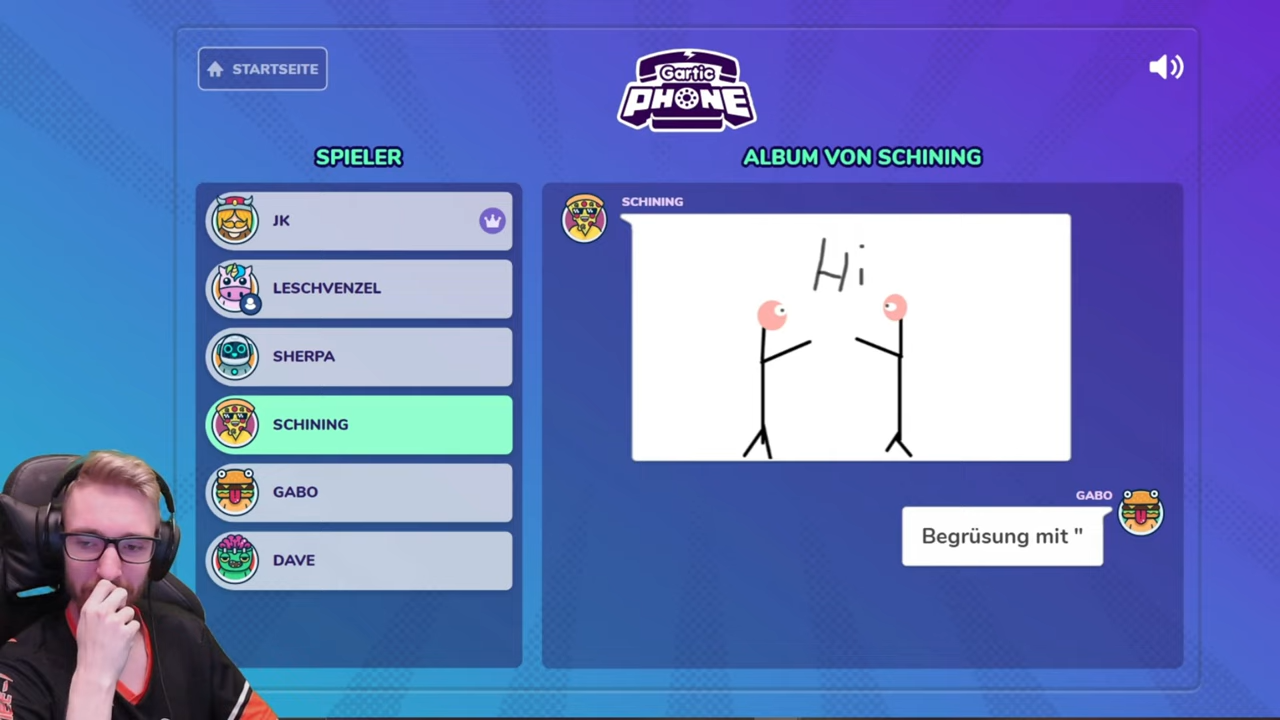 STARTSEITE
Gartic
PHONE
SPIELER
ALBUM VON SCHINING
JK
LESCHVENZEL
SHERPA
SCHINING
GABO
DAVE
SCHINING
Hi
GABO
Begrüsung mit "